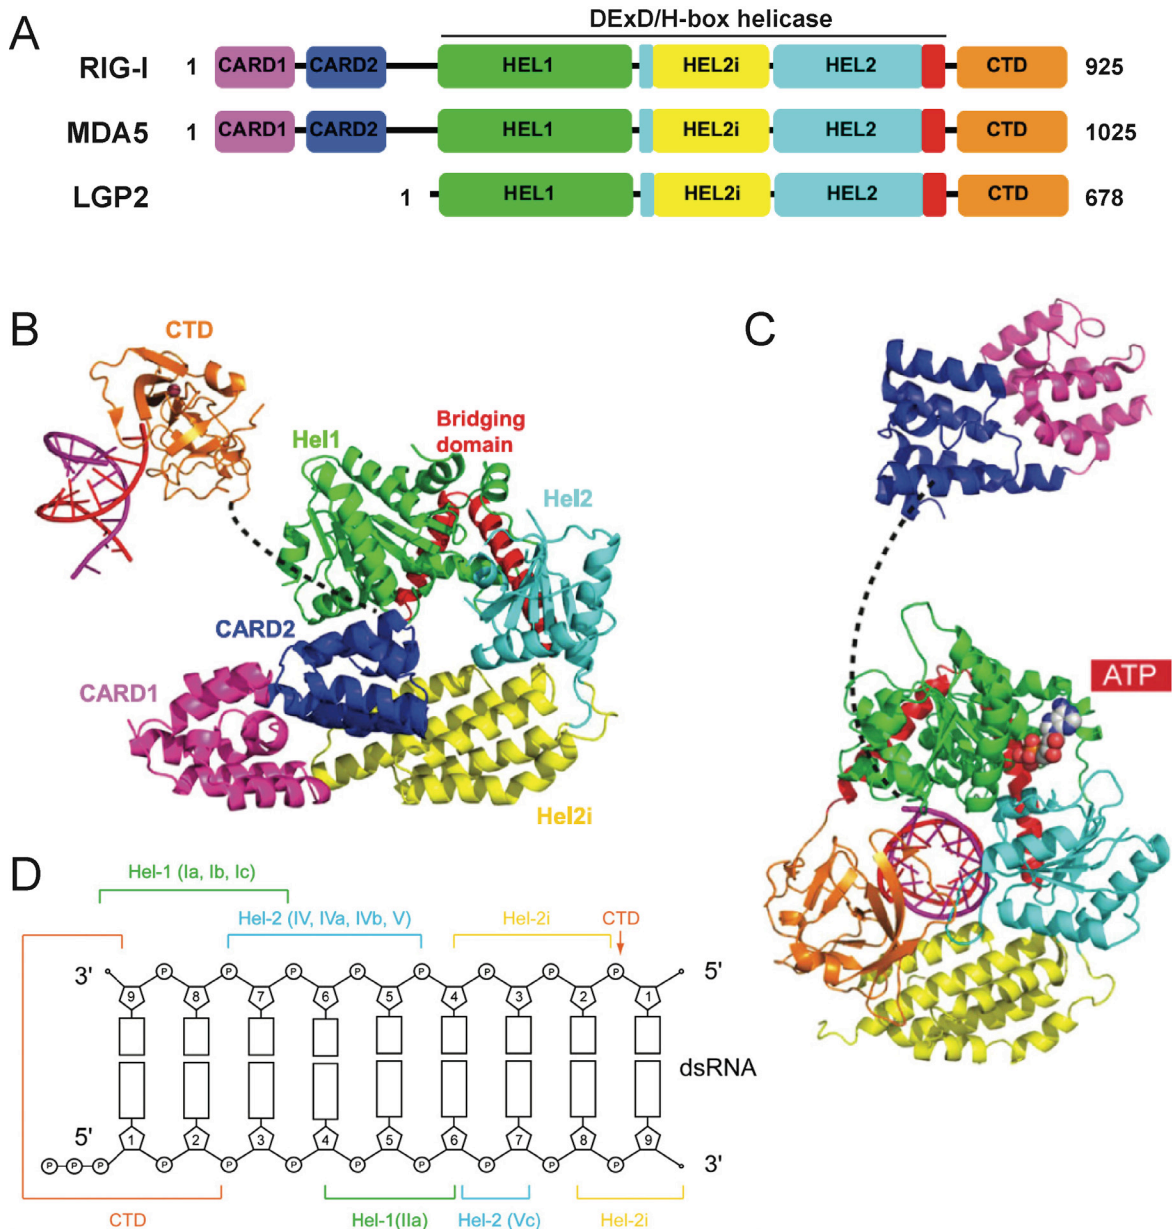 A
DExD/H-box helicase
RIG-I 1 CARD1 CARD2 HEL1 HEL2i HEL2 CTD 925
MDA5 1 CARD1 CARD2 HEL1 HEL2i HEL2 CTD 1025
LGP2 1 HEL1 HEL2i HEL2 CTD 678
B
CTD
Hel1
Bridging
domain
Hel2
CARD2
CARD1
Hel2i
C
ATP
D
Hel-1 (Ia, Ib, Ic)
Hel-2 (IV, IVa, IVb, V)
Hel-2i
CTD
3' P P P P P P P P 5'
9 8 7 6 5 4 3 2 1
dsRNA
5'
1 2 3 4 5 6 7 8 9
P P P P P P P P P P P 3'
CTD
Hel-1(IIa)
Hel-2 (Vc)
Hel-2i